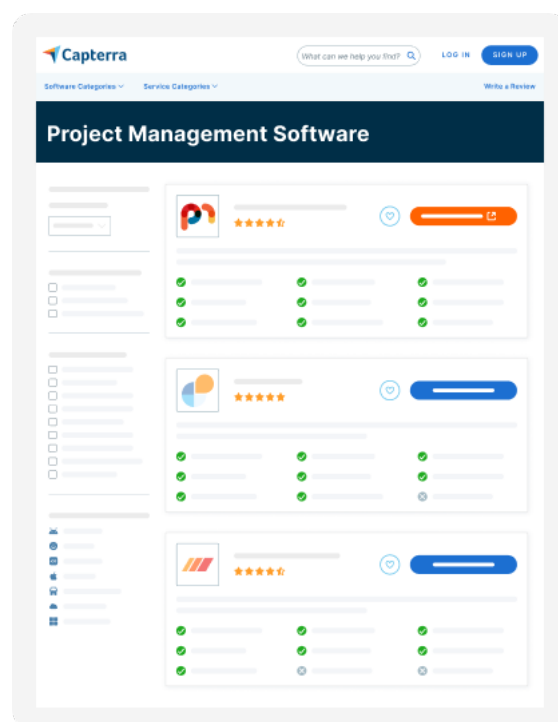 Capterra
What can we help you find?
LOG IN
SIGN UP
Software Categories
Service Categories
Write a Review
Project Management Software